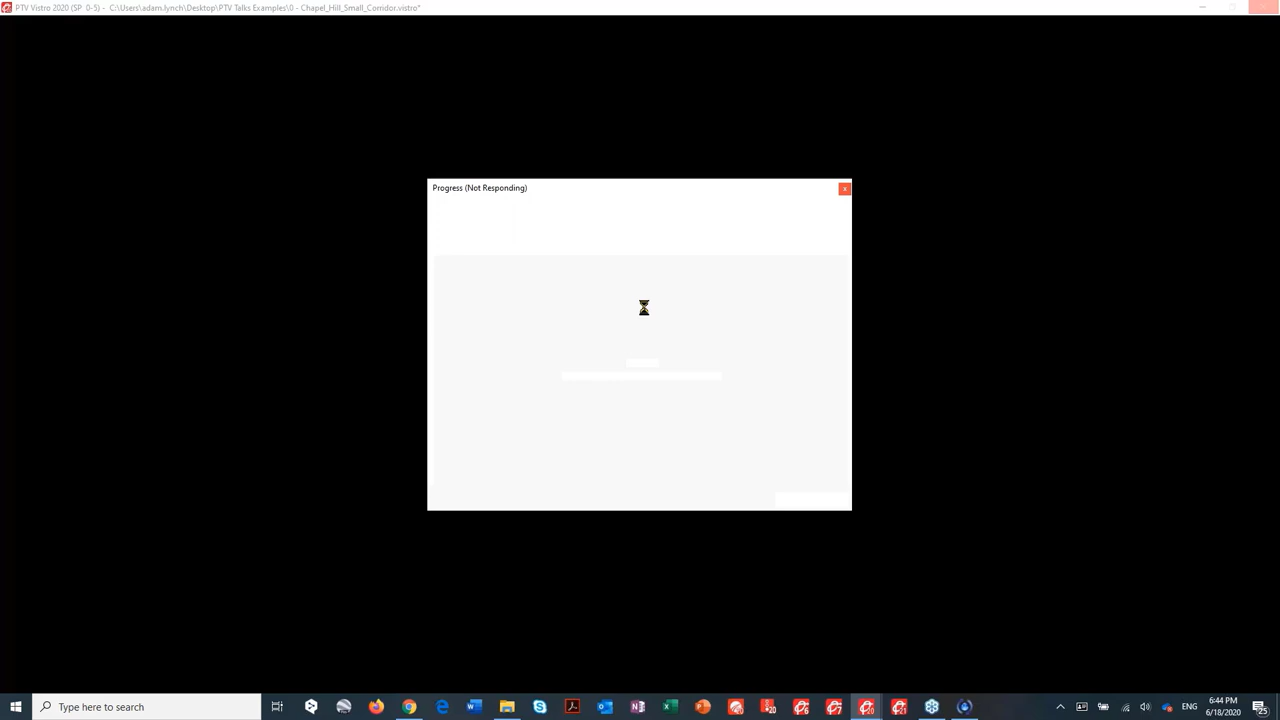 PTV Vistro 2020 (SP 0-5) - C:\Users\adam.lynch\Desktop\PTV Talks Examples\0 - Chapel_Hill_Small_Corridor.vistro*
Progress (Not Responding)
x
Type here to search
ENG
6:44 PM
6/18/2020